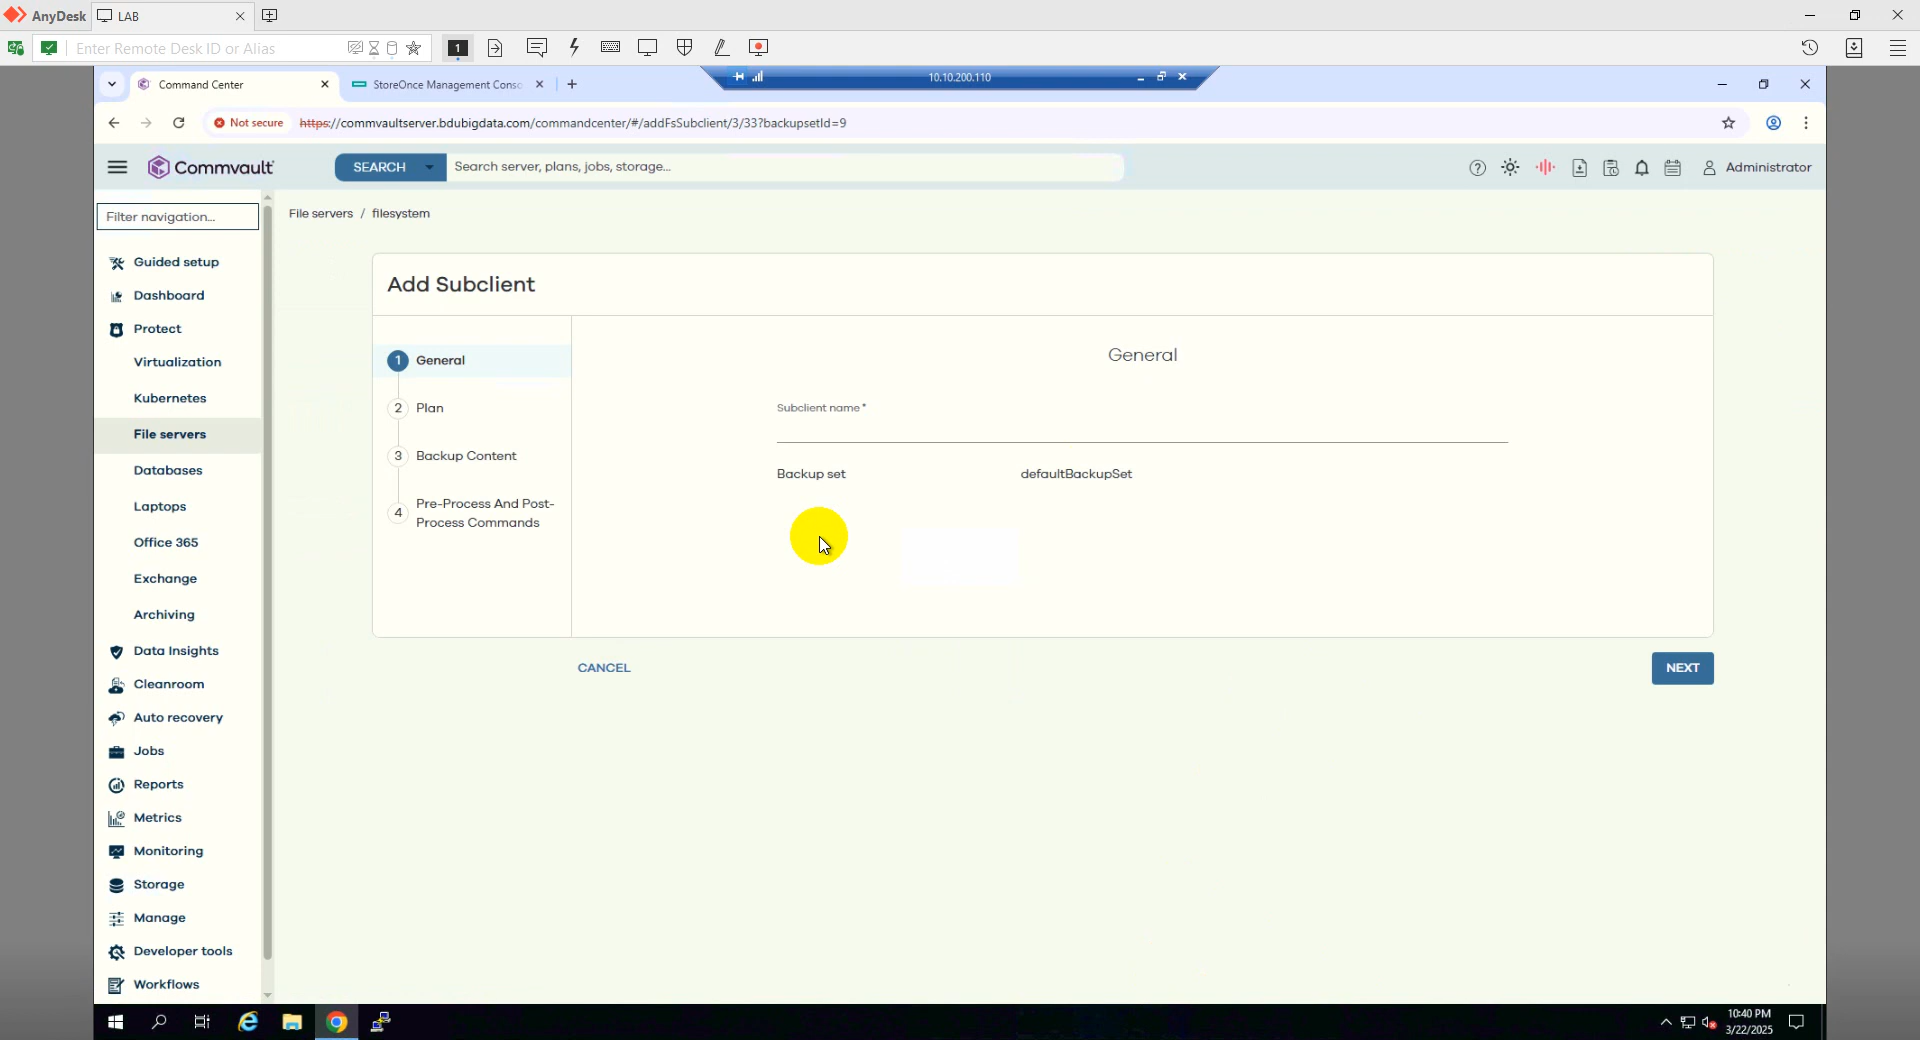 AnyDesk
LAB
Enter Remote Desk ID or Alias
1
Command Center
StoreOnce Management Conso
10.10.200.110
Not secure
https://commvaultserver.bdubigdata.com/commandcenter/#/addFsSubclient/3/33?backupsetId=9
Commvault
SEARCH
Search server, plans, jobs, storage...
Administrator
Filter navigation...
File servers / filesystem
Guided setup
Dashboard
Protect
Virtualization
Kubernetes
File servers
Databases
Laptops
Office 365
Exchange
Archiving
Data Insights
Cleanroom
Auto recovery
Jobs
Reports
Metrics
Monitoring
Storage
Manage
Developer tools
Workflows
Add Subclient
1 General
2 Plan
3 Backup Content
4 Pre-Process And Post-
Process Commands
General
Subclient name*
Backup set defaultBackupSet
CANCEL
NEXT
10:40 PM
3/22/2025